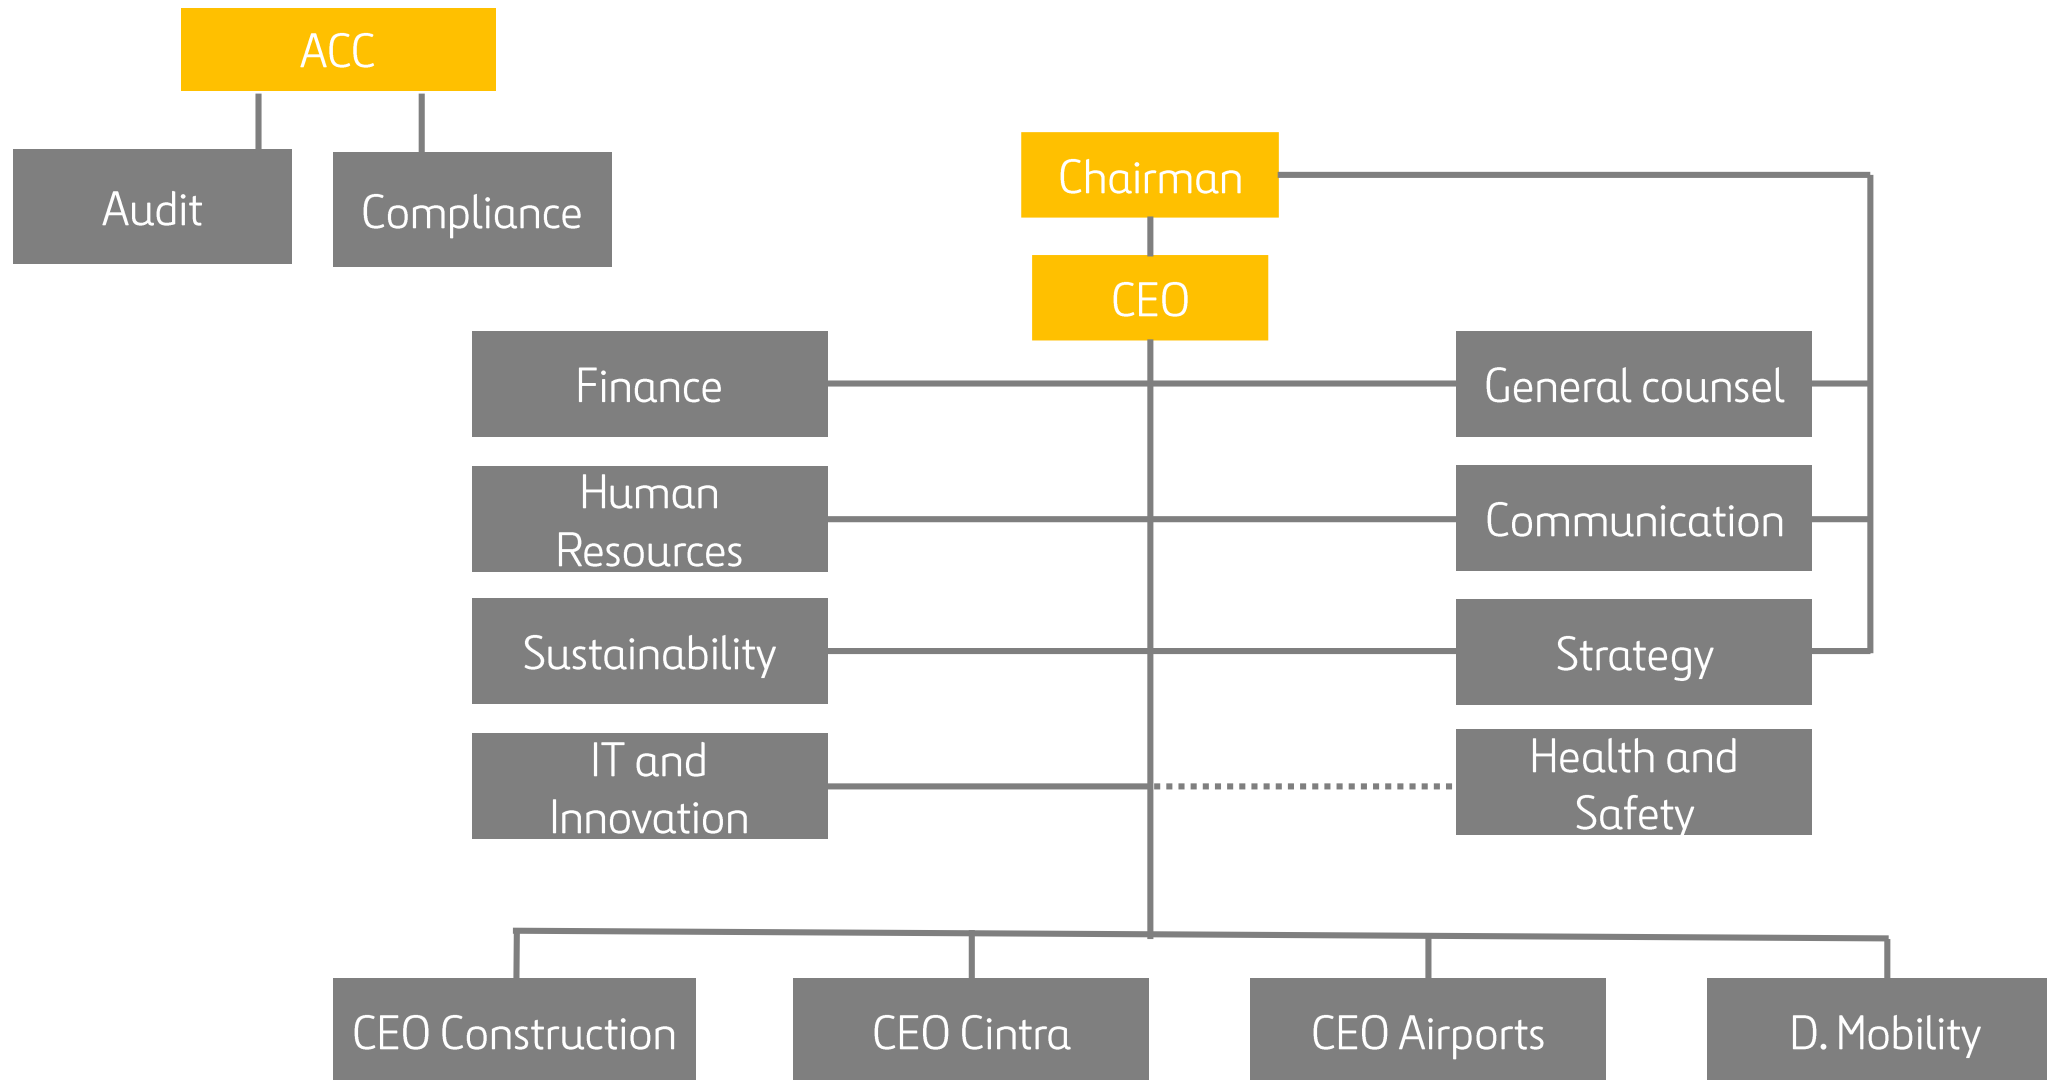 ACC
Audit
Compliance
Chairman
CEO
Finance
General counsel
Human
Resources
Communication
Sustainability
Strategy
IT and
Innovation
Health and
Safety
CEO Construction
CEO Cintra
CEO Airports
D. Mobility